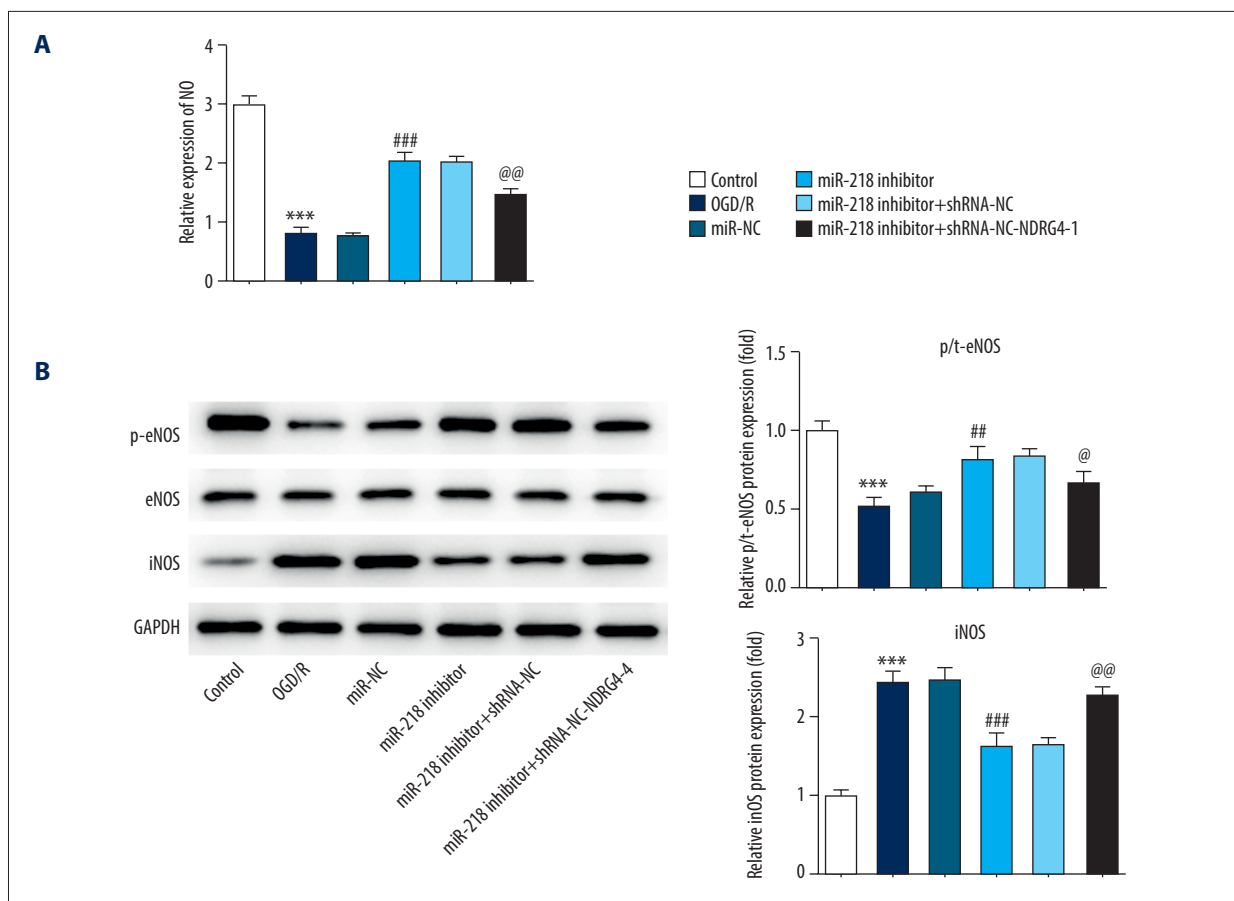 A
Relative expression of NO
4
3
2
1
0
***
###
@@
Control
OGD/R
miR-NC
miR-218 inhibitor
miR-218 inhibitor+shRNA-NC
miR-218 inhibitor+shRNA-NC-NDRG4-1
B
p-eNOS
eNOS
iNOS
GAPDH
Control
OGD/R
miR-NC
miR-218 inhibitor
miR-218 inhibitor+shRNA-NC
miR-218 inhibitor+shRNA-NC-NDRG4-4
p/t-eNOS
Relative p/t-eNOS protein expression (fold)
1.5
1.0
0.5
0.0
***
##
@
iNOS
Relative inOS protein expression (fold)
3
2
1
0
***
###
@@